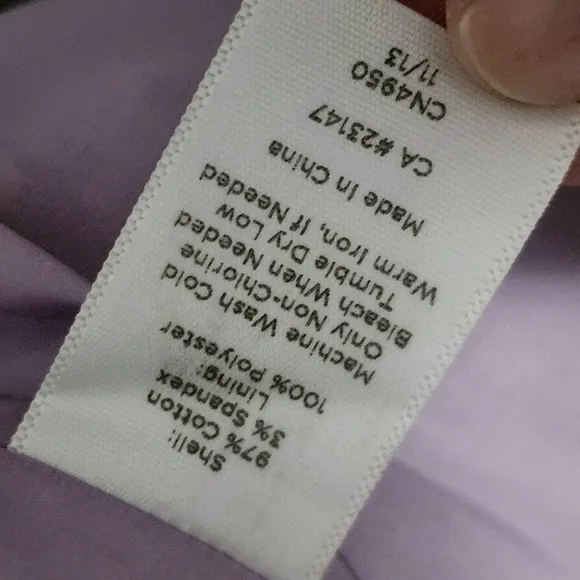 Shell:
97% Cotton
3% Spandex
Lining:
100% Polyester
Machine Wash Cold
Only Non-Chlorine
Bleach When Needed
Tumble Dry Low
Warm Iron, If Needed
Made In China
CA #23147
CN4950
11/13